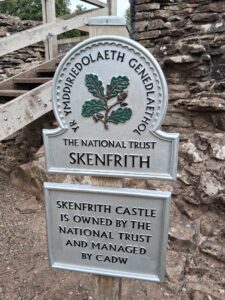 YR YMDDIRIEDOLAETH GENEDLAETHOL
THE NATIONAL TRUST
SKENFRITH
SKENFRITH CASTLE
IS OWNED BY THE
NATIONAL TRUST
AND MANAGED
BY CADW